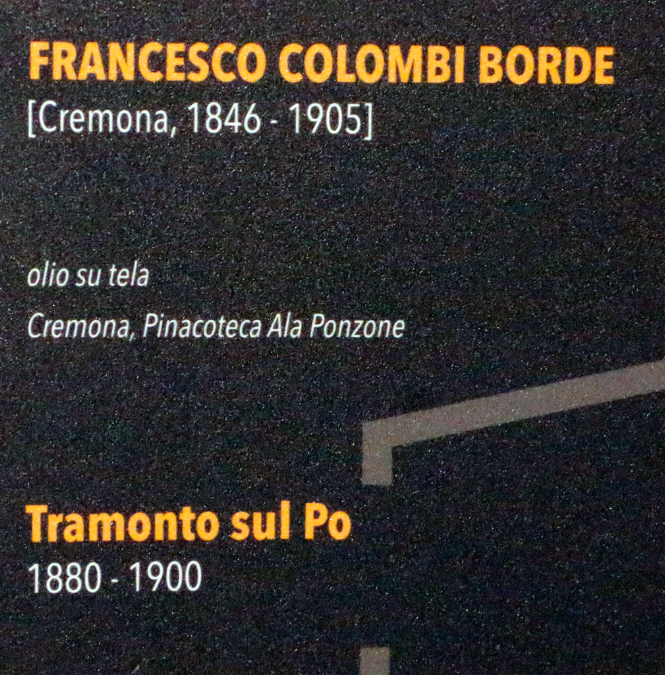 FRANCESCO COLOMBI BORDE
[Cremona, 1846 - 1905]
olio su tela
Cremona, Pinacoteca Ala Ponzone
Tramonto sul Po
1880 - 1900